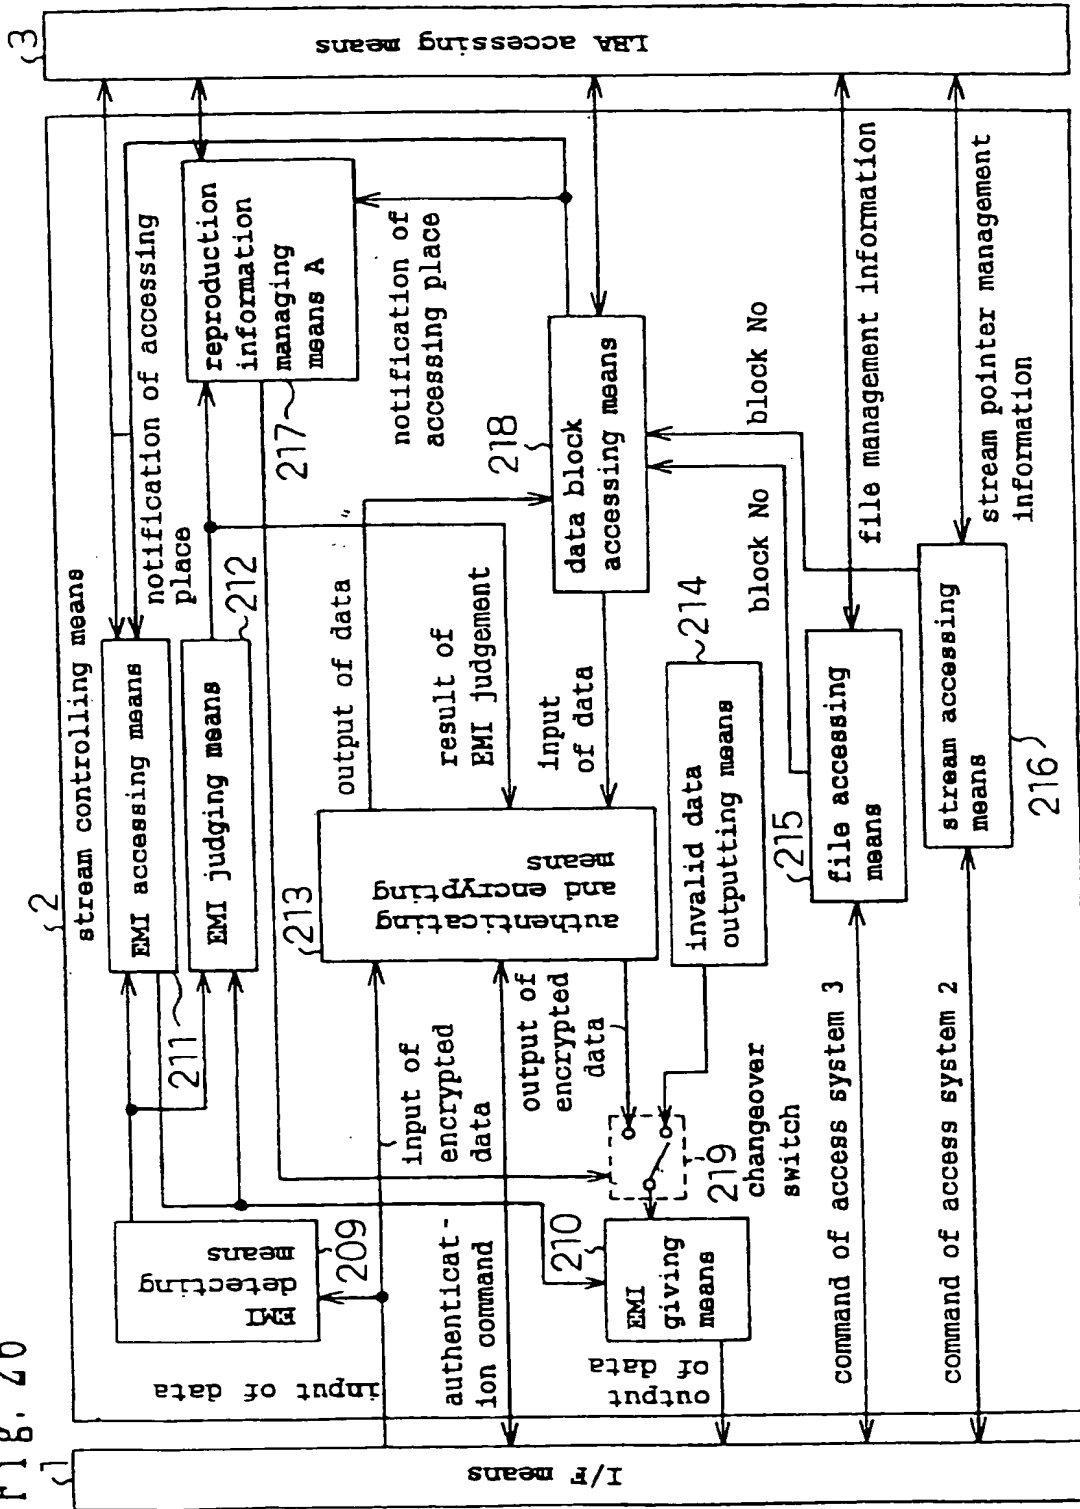 Fig. 20
1
I/F means
2
stream controlling means
3
LBA accessing means
EMI accessing means
211
EMI judging means
212
notification of accessing
place
reproduction
information
managing
means A
217
EMI
detecting
means
209
input of data
input of
encrypted
data
authenticating
and encrypting
means
213
output of data
result of
EMI judgement
input
of data
notification of
accessing place
data block
accessing means
218
authenticat-
ion command
output of
encrypted
data
invalid data
outputting means
214
changeover
switch
219
EMI
giving
means
210
output
of data
block No
block No
file accessing
means
215
file management information
command of access system 3
stream accessing
means
216
stream pointer management
information
command of access system 2